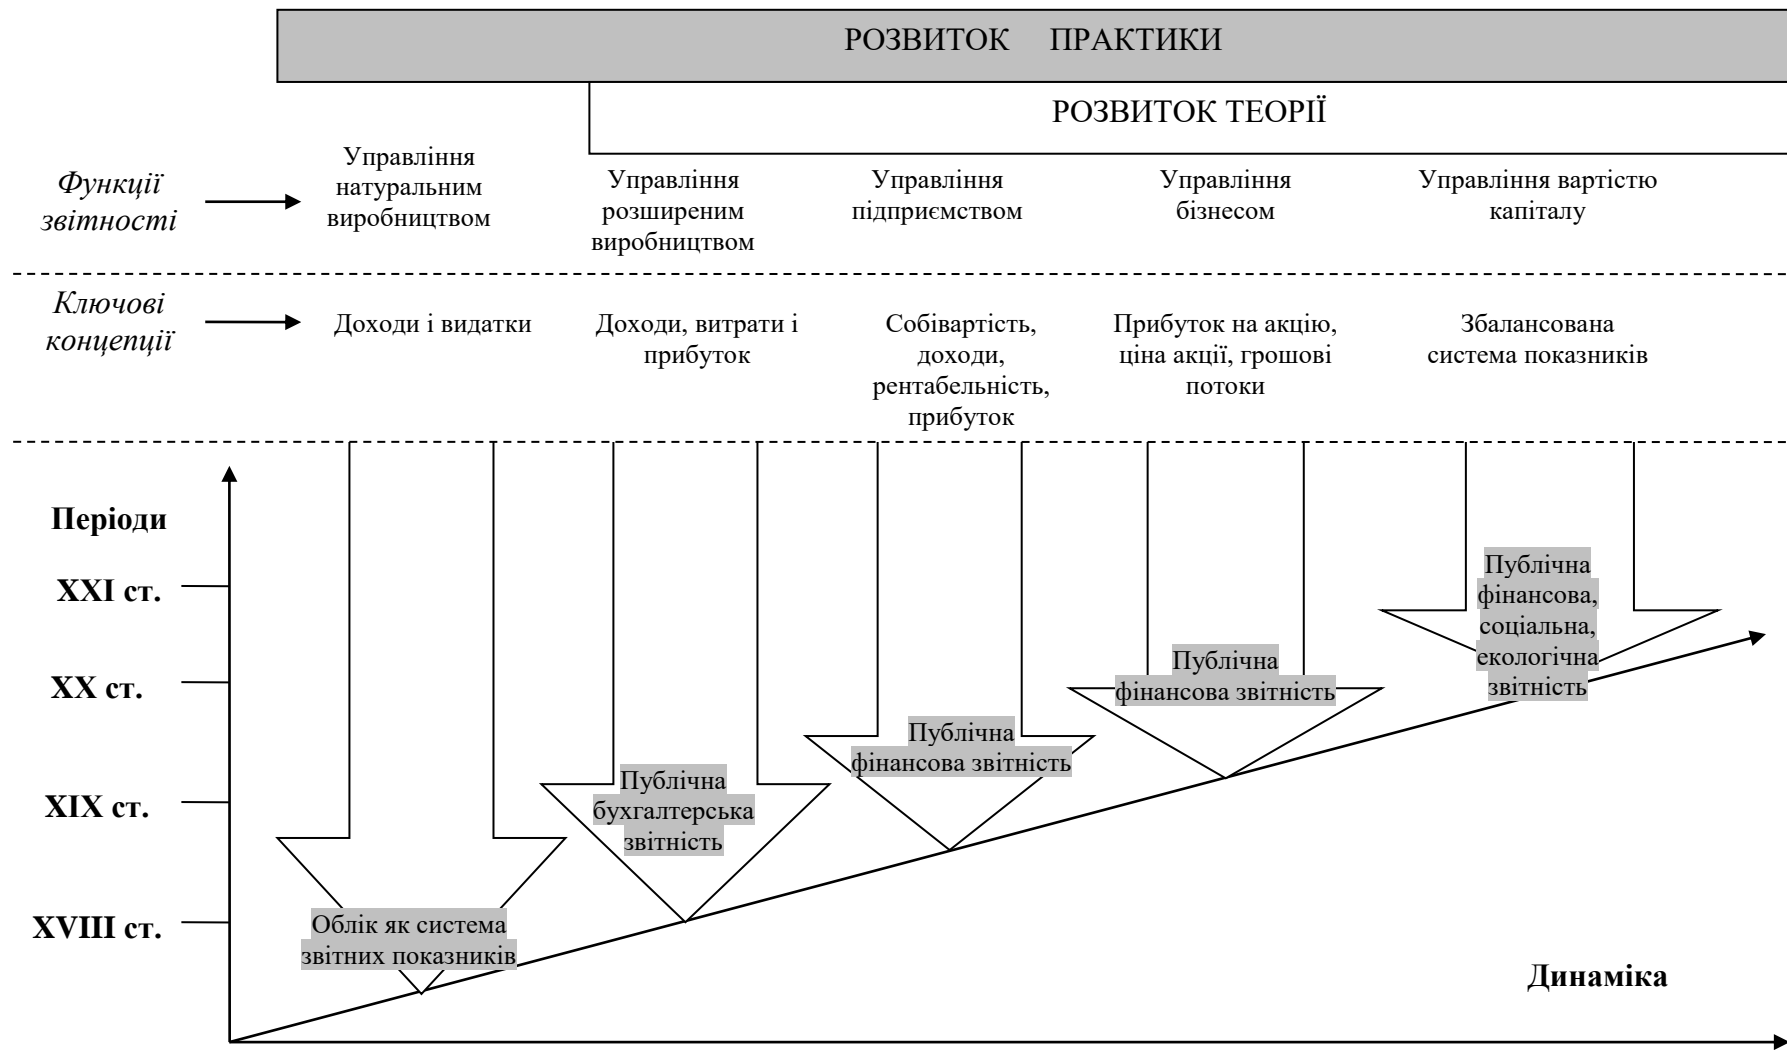 РОЗВИТОК ПРАКТИКИ
РОЗВИТОК ТЕОРІЇ
Функції
звітності
Управління
натуральним
виробництвом
Управління
розширеним
виробництвом
Управління
підприємством
Управління
бізнесом
Управління вартістю
капіталу
Ключові
концепції
Доходи і видатки
Доходи, витрати і
прибуток
Собівартість,
доходи,
рентабельність,
прибуток
Прибуток на акцію,
ціна акції, грошові
потоки
Збалансована
система показників
Періоди
XXI ст.
XX ст.
XIX ст.
XVIII ст.
Облік як система
звітних показників
Публічна
бухгалтерська
звітність
Публічна
фінансова звітність
Публічна
фінансова звітність
Публічна
фінансова,
соціальна,
екологічна
звітність
Динаміка